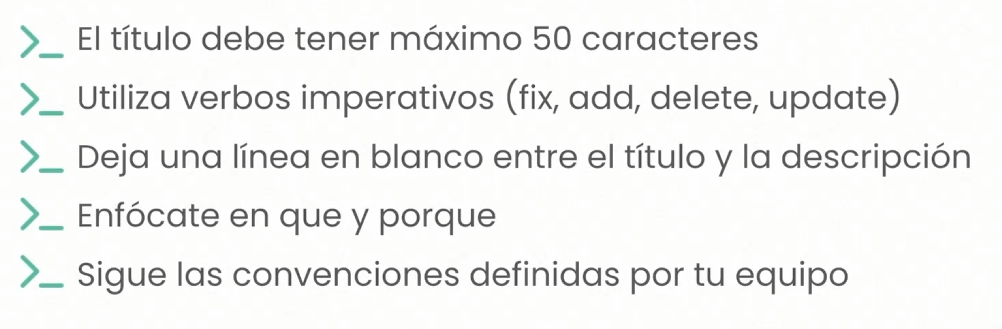 El título debe tener máximo 50 caracteres
Utiliza verbos imperativos (fix, add, delete, update)
Deja una línea en blanco entre el título y la descripción
Enfócate en que y porque
Sigue las convenciones definidas por tu equipo